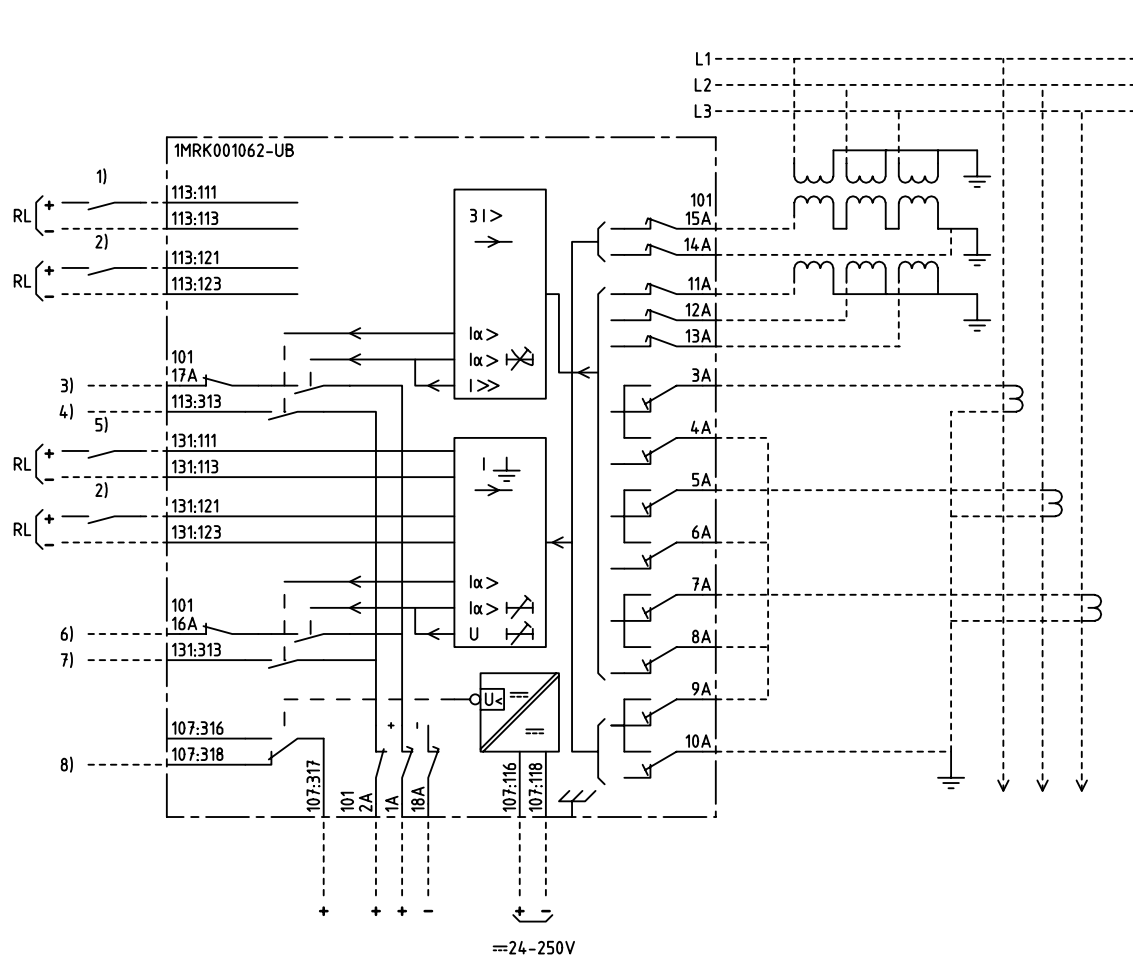 L1
L2
L3
1MRK001062-UB
1)
RL
+
113:111
-
113:113
2)
RL
+
113:121
-
113:123
3 I >
101
15A
14A
11A
12A
13A
Iα >
Iα >
I >>
101
3)
17A
4)
113:313
3A
4A
5A
6A
7A
8A
9A
10A
5)
RL
+
131:111
-
131:113
2)
RL
+
131:121
-
131:123
I
Iα >
Iα >
U
101
6)
16A
7)
131:313
U<
+
-
107:316
8)
107:318
107:317
101
2A
1A
18A
107:116
107:118
+
+
+
-
+
-
24-250V